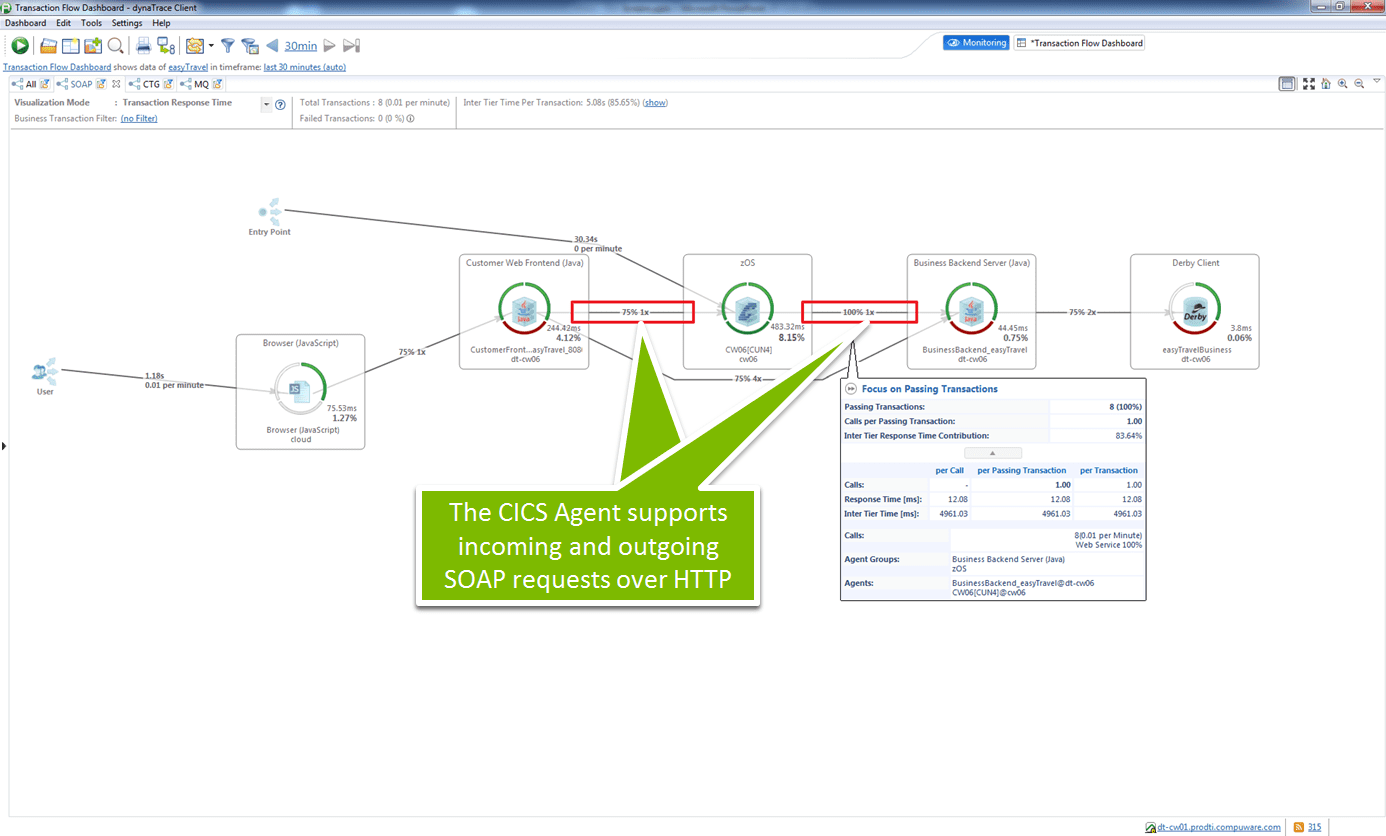 Transaction Flow Dashboard - dynaTrace Client
Dashboard Edit Tools Settings Help
30min
Monitoring
*Transaction Flow Dashboard
Transaction Flow Dashboard shows data of easyTravel in timeframe: last 30 minutes (auto)
All SOAP CTG MQ
Visualization Mode : Transaction Response Time
Business Transaction Filter: (no Filter)
Total Transactions : 8 (0.01 per minute)
Failed Transactions: 0 (0 %)
Inter Tier Time Per Transaction: 5.08s (85.65%) (show)
Entry Point
30.34s
0 per minute
User
1.18s
0.01 per minute
Browser (JavaScript)
JS
75.53ms
1.27%
Browser (JavaScript)
cloud
75% 1x
Customer Web Frontend (Java)
Java
244.42ms
4.12%
CustomerFront...asyTravel_808
dt-cw06
75% 1x
zOS
483.32ms
8.15%
CW06[CUN4]
cw06
75% 4x
100% 1x
Business Backend Server (Java)
Java
44.45ms
0.75%
BusinessBackend_easyTravel
dt-cw06
75% 2x
Derby Client
Derby
3.8ms
0.06%
easyTravelBusiness
dt-cw06
Focus on Passing Transactions
Passing Transactions: 8 (100%)
Calls per Passing Transaction: 1.00
Inter Tier Response Time Contribution: 83.64%
per Call per Passing Transaction per Transaction
Calls: - 1.00 1.00
Response Time [ms]: 12.08 12.08 12.08
Inter Tier Time [ms]: 4961.03 4961.03 4961.03
Calls: 8(0.01 per Minute)
Web Service 100%
Agent Groups: Business Backend Server (Java)
zOS
Agents: BusinessBackend_easyTravel@dt-cw06
CW06[CUN4]@cw06
The CICS Agent supports
incoming and outgoing
SOAP requests over HTTP
dt-cw01.prodti.compuware.com
315